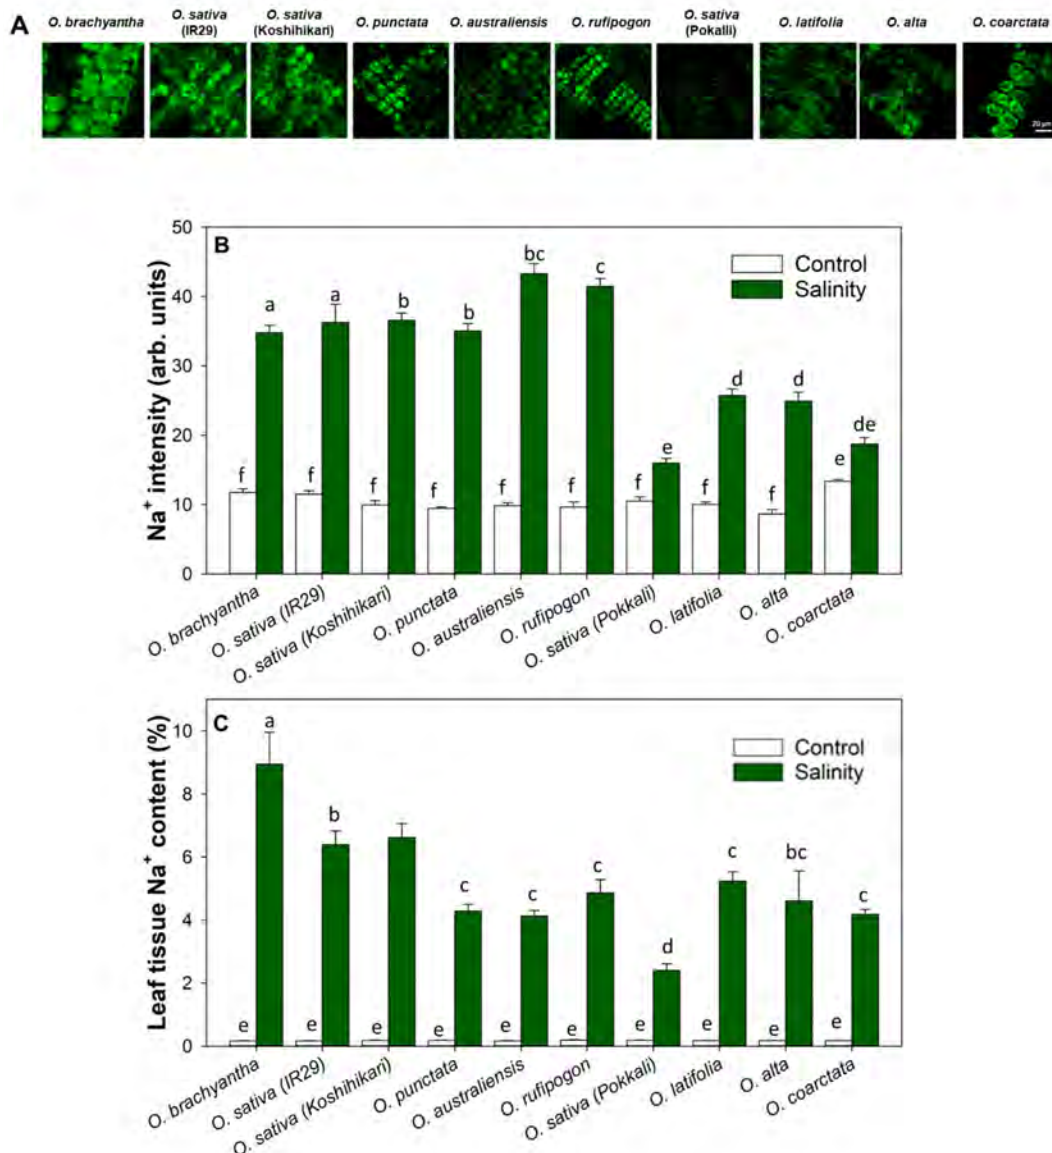 A
O. brachyantha
O. sativa
(IR29)
O. sativa
(Koshihikari)
O. punctata
O. australiensis
O. rufipogon
O. sativa
(Pokalli)
O. latifolia
O. alta
O. coarctata
20 µm
B
Na⁺ intensity (arb. units)
50
40
30
20
10
0
Control
Salinity
f a
f a
f b
f b
f bc
f c
f e
f d
f d
e de
O. brachyantha
O. sativa (IR29)
O. sativa (Koshihikari)
O. punctata
O. australiensis
O. rufipogon
O. sativa (Pokkali)
O. latifolia
O. alta
O. coarctata
C
Leaf tissue Na⁺ content (%)
10
8
6
4
2
0
Control
Salinity
e a
e b
e
e c
e c
e c
e d
e c
e bc
e c
O. brachyantha
O. sativa (IR29)
O. sativa (Koshihikari)
O. punctata
O. australiensis
O. rufipogon
O. sativa (Pokkali)
O. latifolia
O. alta
O. coarctata